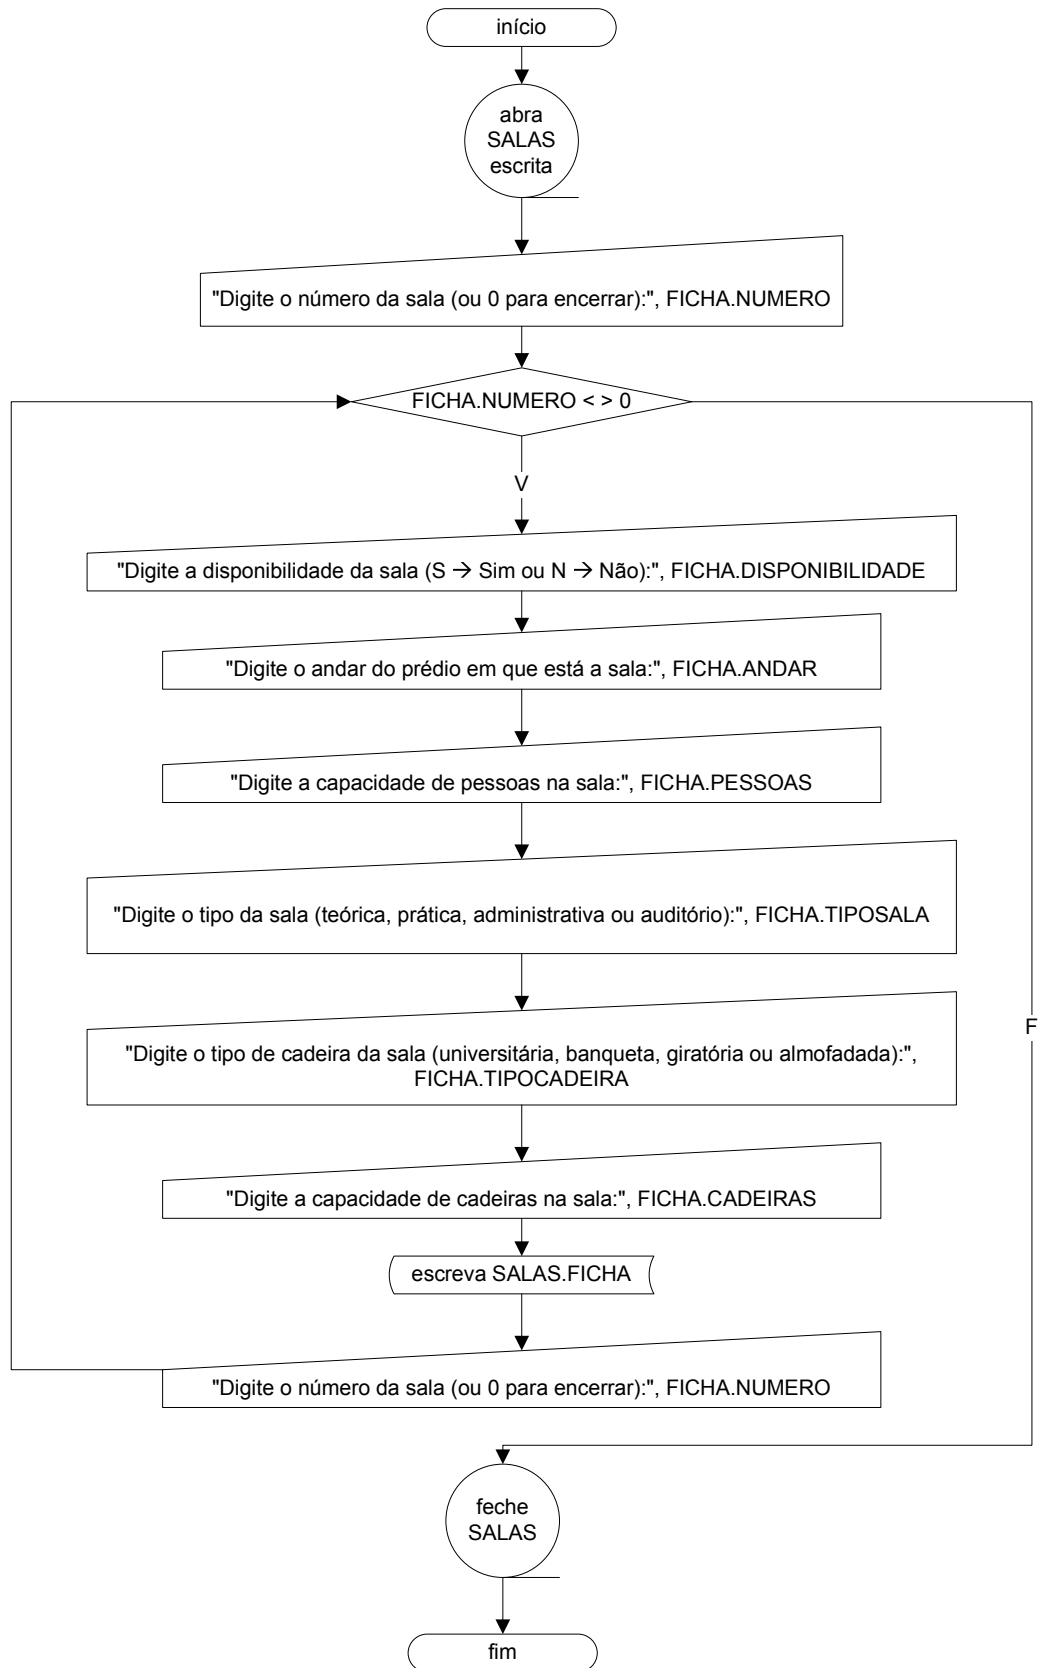 início
abra
SALAS
escrita
"Digite o número da sala (ou 0 para encerrar):", FICHA.NUMERO
FICHA.NUMERO < > 0
V
"Digite a disponibilidade da sala (S → Sim ou N → Não):", FICHA.DISPONIBILIDADE
"Digite o andar do prédio em que está a sala:", FICHA.ANDAR
"Digite a capacidade de pessoas na sala:", FICHA.PESSOAS
"Digite o tipo da sala (teórica, prática, administrativa ou auditório):", FICHA.TIPOSALA
F
"Digite o tipo de cadeira da sala (universitária, banqueta, giratória ou almofadada):",
FICHA.TIPOCADEIRA
"Digite a capacidade de cadeiras na sala:", FICHA.CADEIRAS
escreva SALAS.FICHA
"Digite o número da sala (ou 0 para encerrar):", FICHA.NUMERO
feche
SALAS
fim